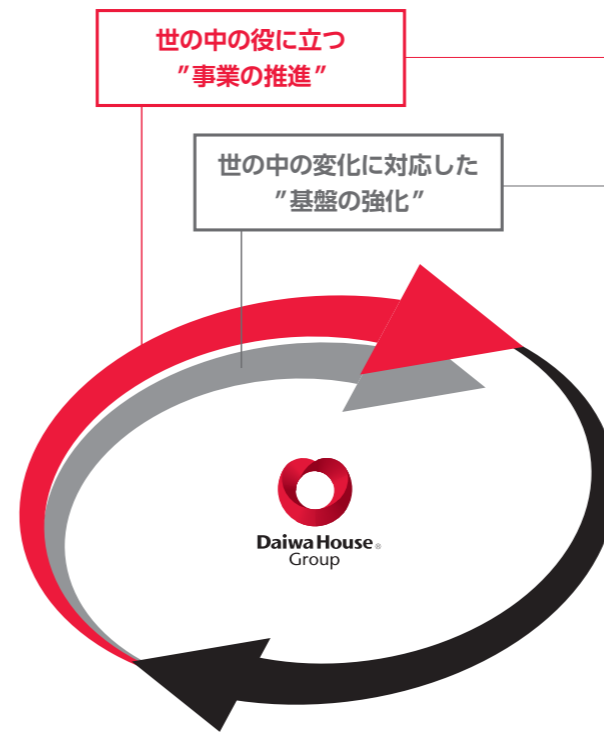 世の中の役に立つ
"事業の推進"
世の中の変化に対応した
"基盤の強化"
Daiwa House®
Group